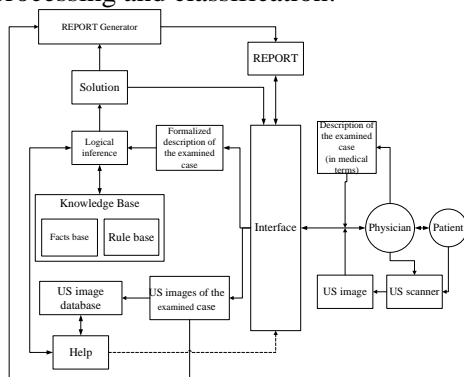 rocessing and classification.
REPORT Generator
REPORT
Solution
Logical
inference
Formalized
description of
the examined
case
Description of
the examined
case
(in medical
terms)
Knowledge Base
Facts base
Rule base
Interface
Physician
Patient
US image
database
US images of the
examined case
US image
US scanner
Help